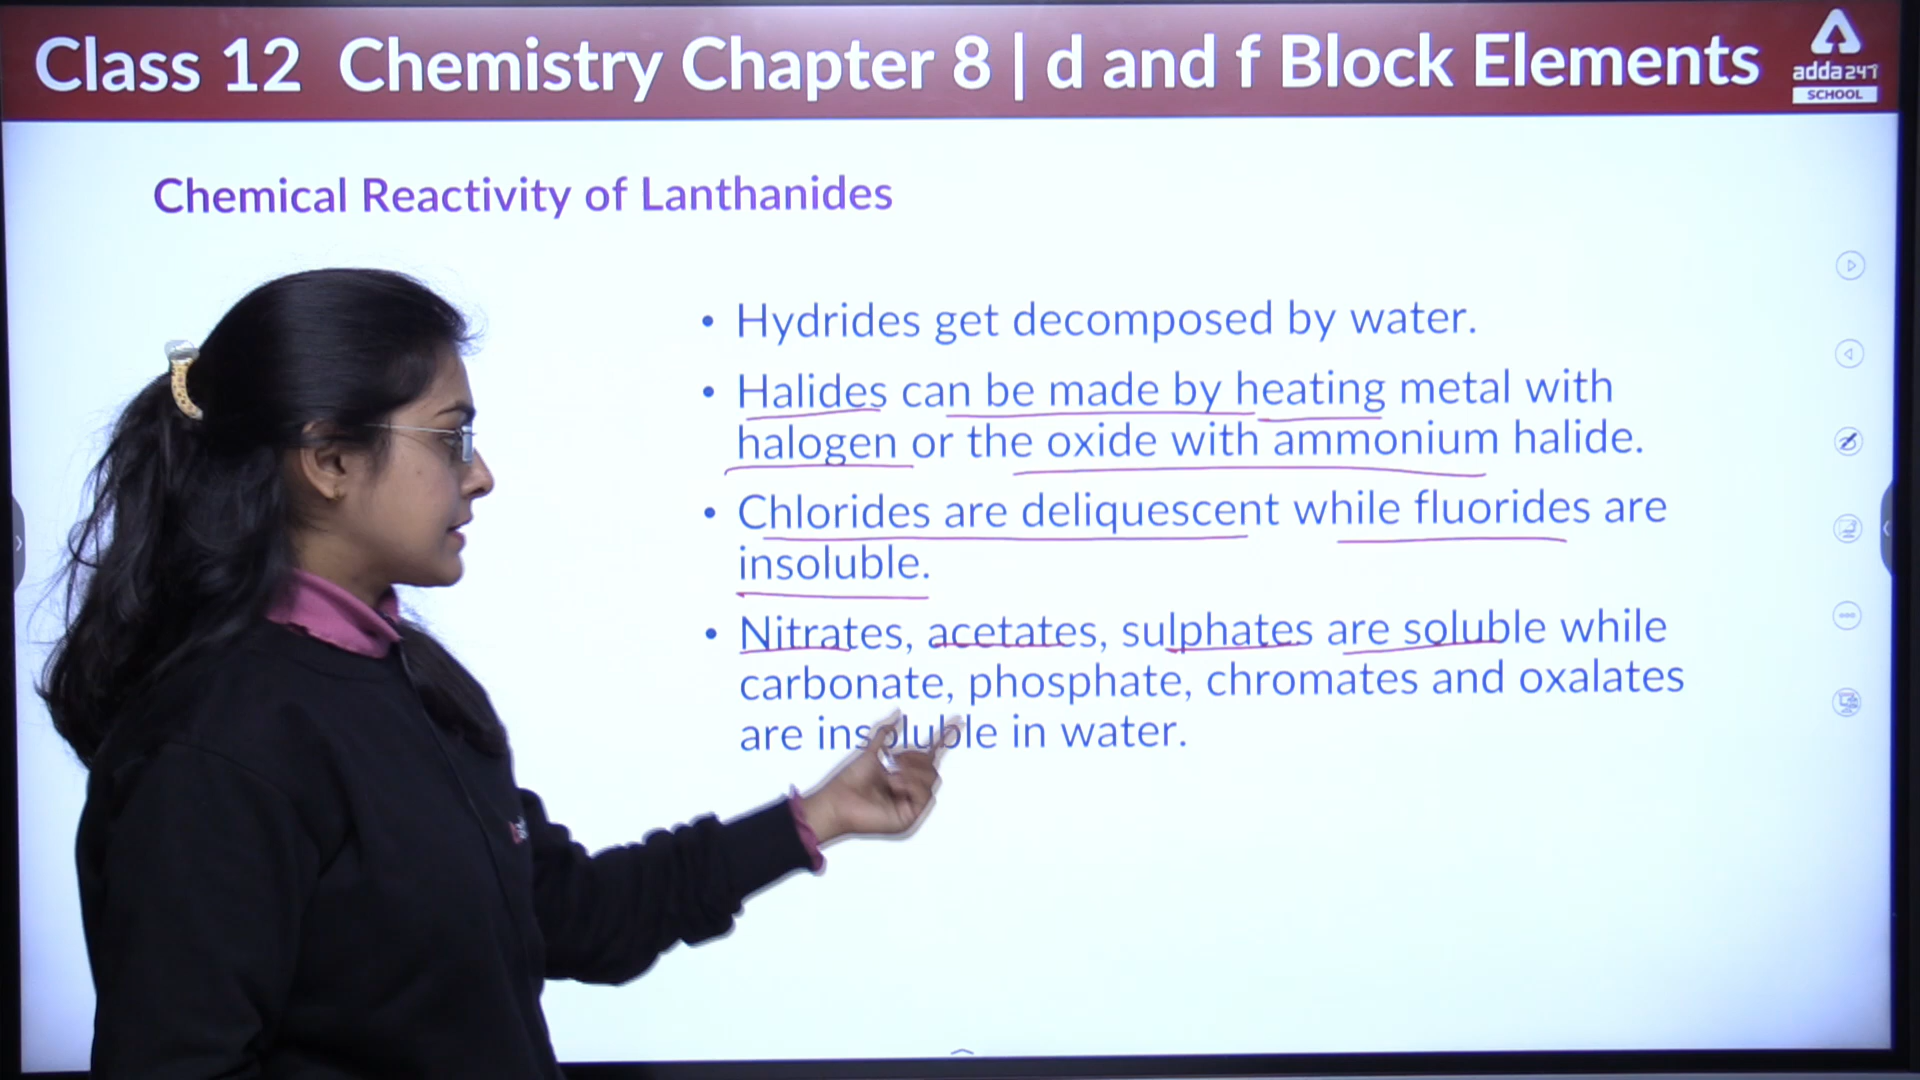 Class 12 Chemistry Chapter 8 | d and f Block Elements
adda247
SCHOOL
Chemical Reactivity of Lanthanides
• Hydrides get decomposed by water.
• Halides can be made by heating metal with
halogen or the oxide with ammonium halide.
• Chlorides are deliquescent while fluorides are
insoluble.
• Nitrates, acetates, sulphates are soluble while
carbonate, phosphate, chromates and oxalates
are insoluble in water.